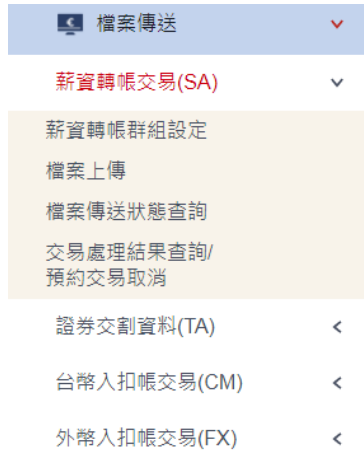 檔案傳送
薪資轉帳交易(SA)
薪資轉帳群組設定
檔案上傳
檔案傳送狀態查詢
交易處理結果查詢/
預約交易取消
證券交割資料(TA)
台幣入扣帳交易(CM)
外幣入扣帳交易(FX)